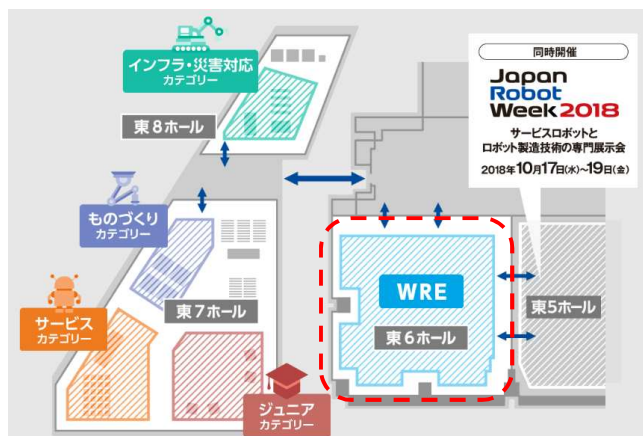 インフラ・災害対応
カテゴリー
東8ホール
ものづくり
カテゴリー
サービス
カテゴリー
東7ホール
ジュニア
カテゴリー
WRE
東6ホール
東5ホール
同時開催
Japan
Robot
Week2018
サービスロボットと
ロボット製造技術の専門展示会
2018年10月17日(水)~19日(金)